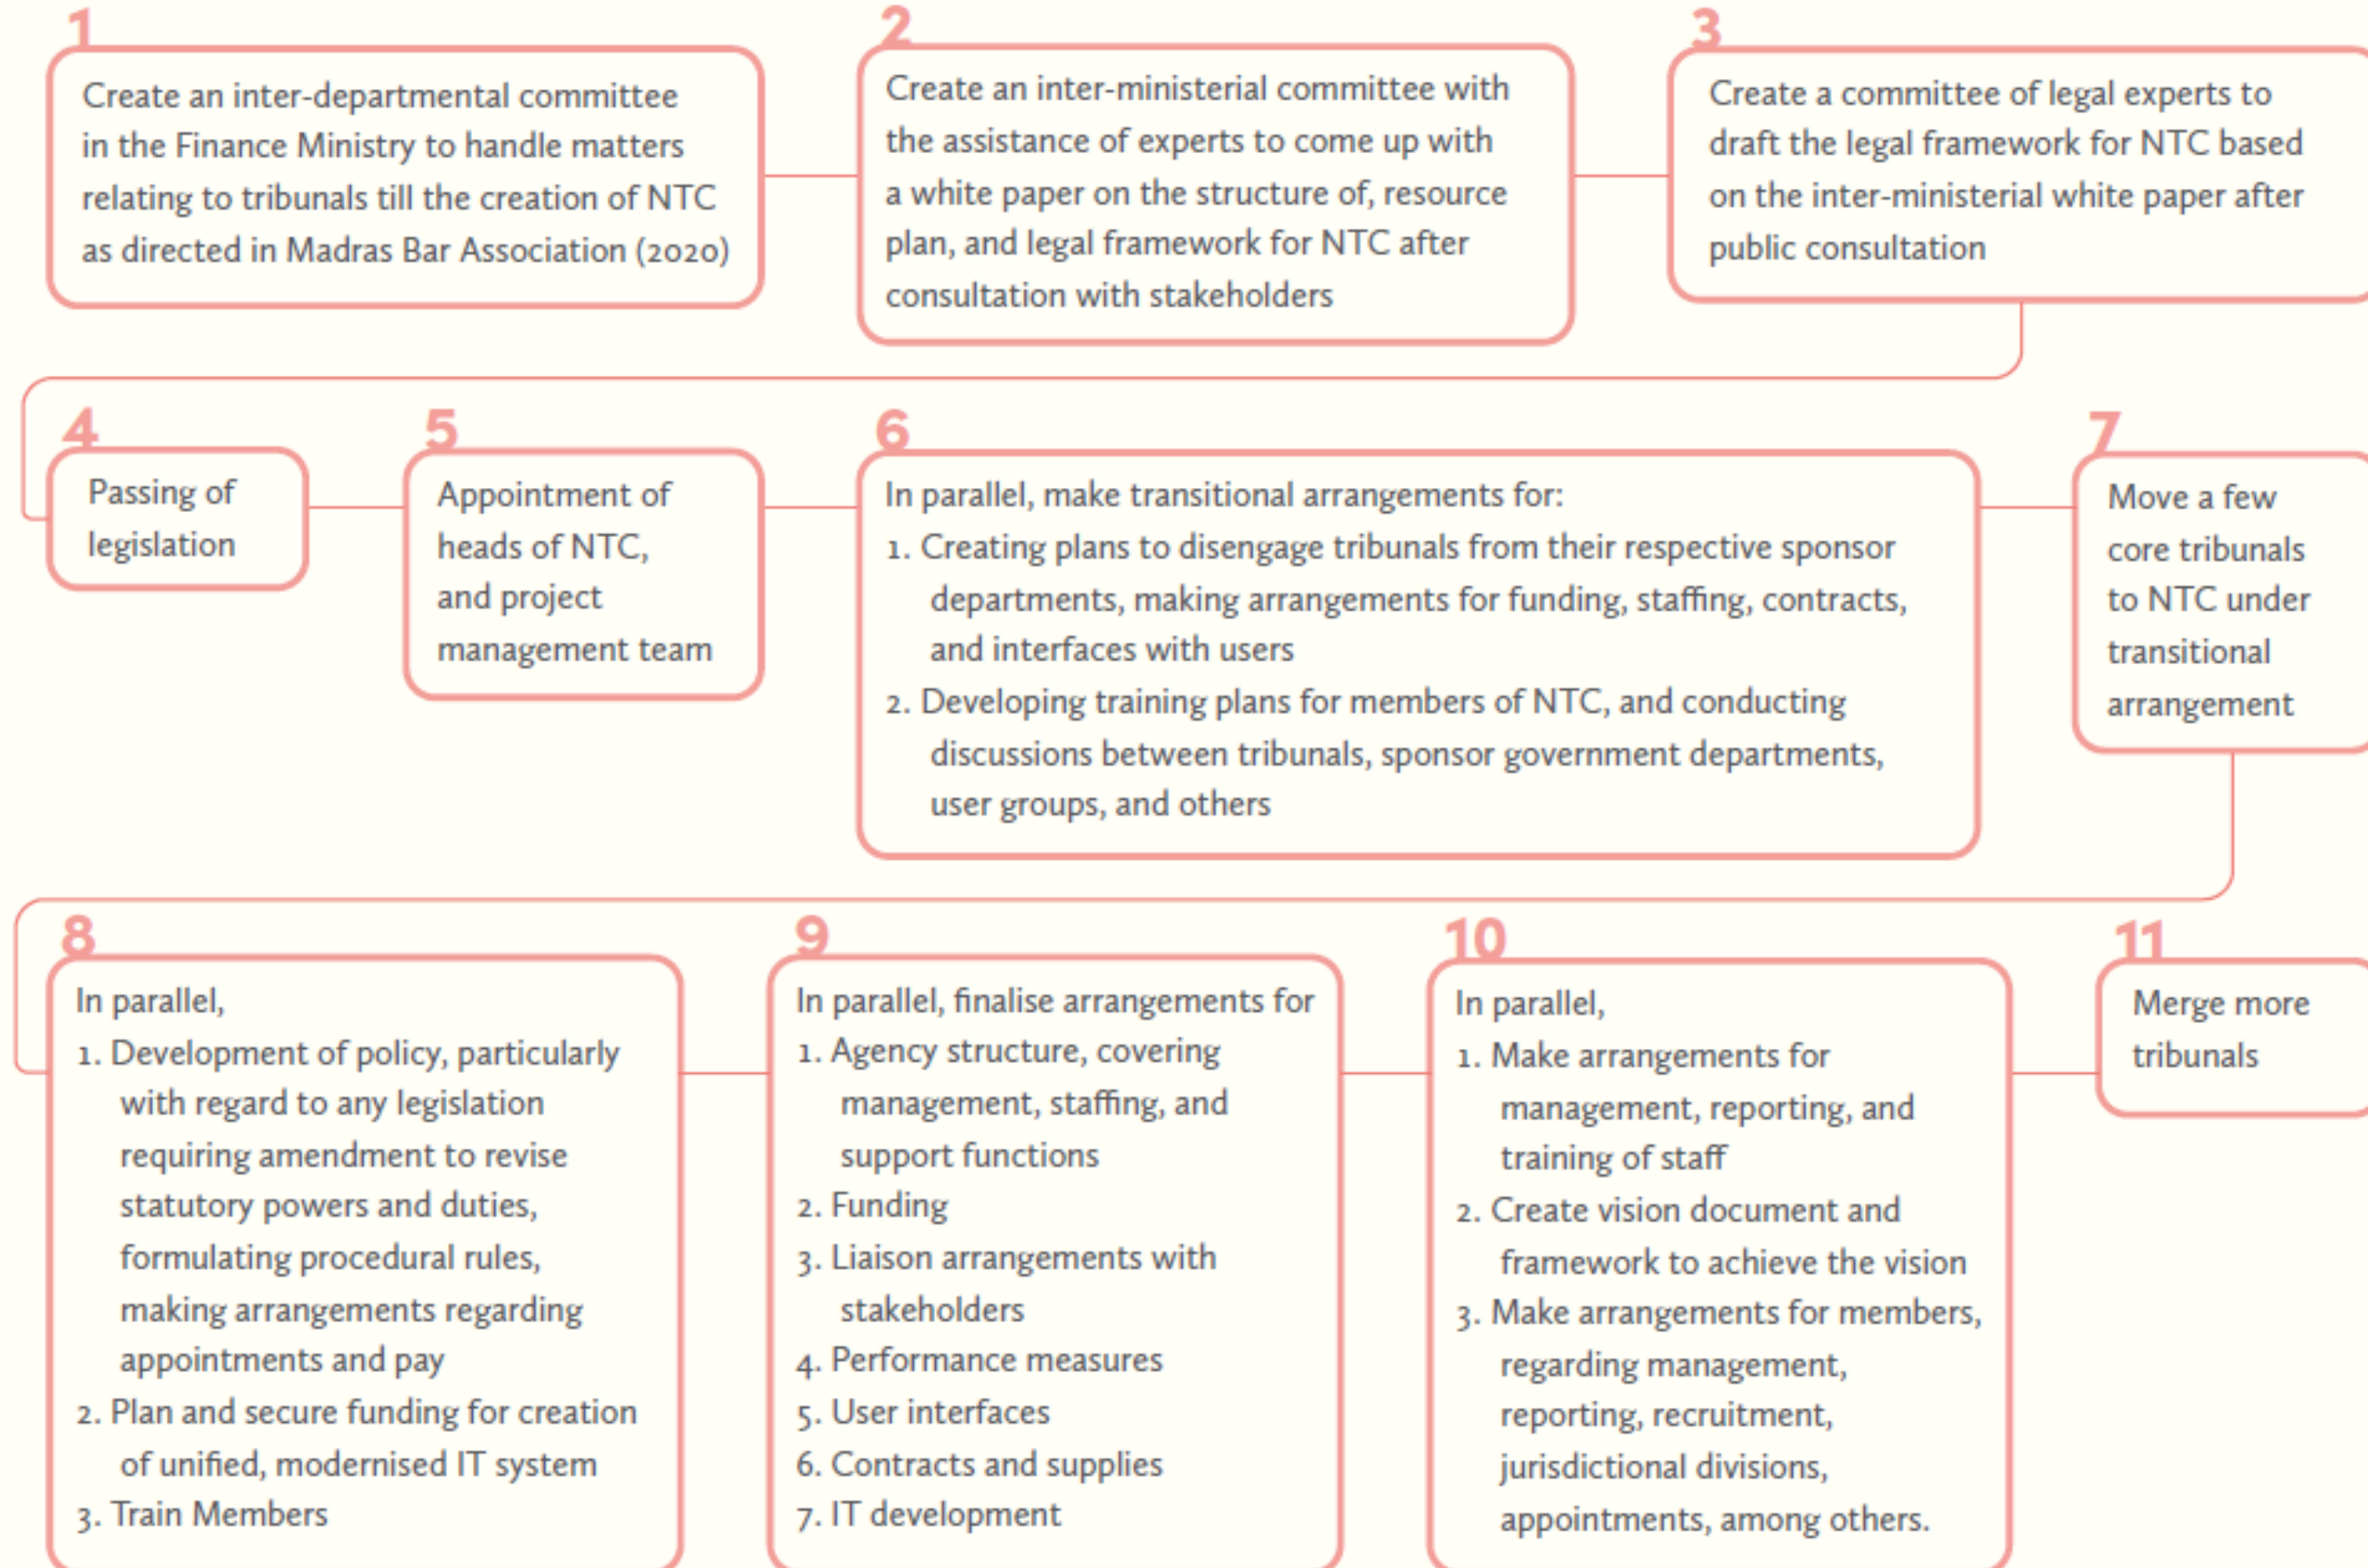 1
Create an inter-departmental committee
in the Finance Ministry to handle matters
relating to tribunals till the creation of NTC
as directed in Madras Bar Association (2020)
2
Create an inter-ministerial committee with
the assistance of experts to come up with
a white paper on the structure of, resource
plan, and legal framework for NTC after
consultation with stakeholders
3
Create a committee of legal experts to
draft the legal framework for NTC based
on the inter-ministerial white paper after
public consultation
4
Passing of
legislation
5
Appointment of
heads of NTC,
and project
management team
6
In parallel, make transitional arrangements for:
1. Creating plans to disengage tribunals from their respective sponsor
departments, making arrangements for funding, staffing, contracts,
and interfaces with users
2. Developing training plans for members of NTC, and conducting
discussions between tribunals, sponsor government departments,
user groups, and others
7
Move a few
core tribunals
to NTC under
transitional
arrangement
8
In parallel,
1. Development of policy, particularly
with regard to any legislation
requiring amendment to revise
statutory powers and duties,
formulating procedural rules,
making arrangements regarding
appointments and pay
2. Plan and secure funding for creation
of unified, modernised IT system
3. Train Members
9
In parallel, finalise arrangements for
1. Agency structure, covering
management, staffing, and
support functions
2. Funding
3. Liaison arrangements with
stakeholders
4. Performance measures
5. User interfaces
6. Contracts and supplies
7. IT development
10
In parallel,
1. Make arrangements for
management, reporting, and
training of staff
2. Create vision document and
framework to achieve the vision
3. Make arrangements for members,
regarding management,
reporting, recruitment,
jurisdictional divisions,
appointments, among others.
11
Merge more
tribunals